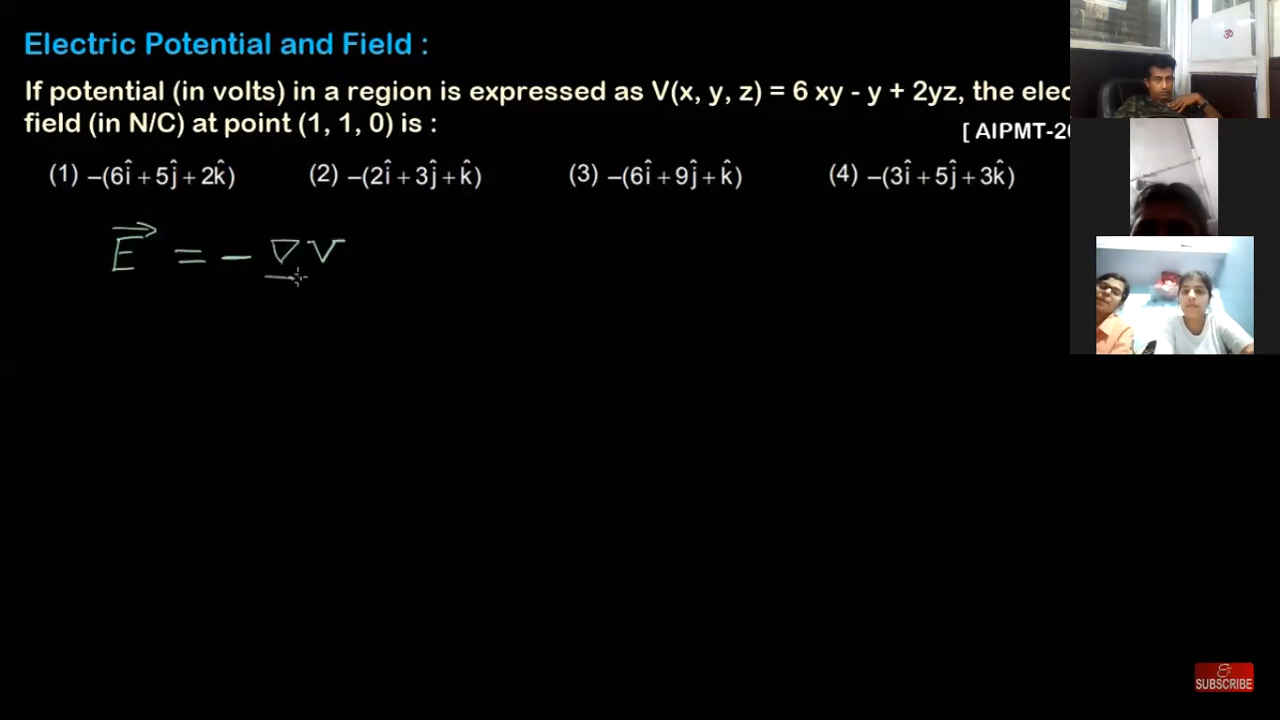 Electric Potential and Field :
If potential (in volts) in a region is expressed as V(x, y, z) = 6 xy - y + 2yz, the elec
field (in N/C) at point (1, 1, 0) is :
[ AIPMT-20
(1) –(6î + 5ĵ + 2k̂) (2) –(2î + 3ĵ + k̂) (3) –(6î + 9ĵ + k̂) (4) –(3î + 5ĵ + 3k̂)
E⃗ = - ∇V
ॐ
SUBSCRIBE